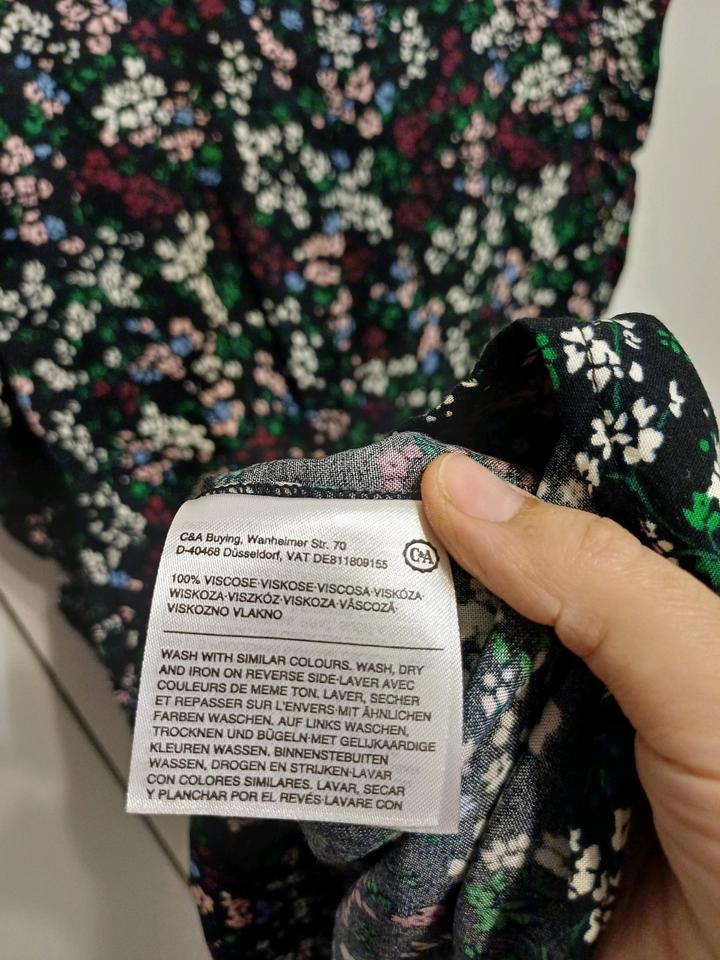 C&A Buying, Wanheimer Str. 70
D-40468 Düsseldorf, VAT DE811809155
C&A
100% VISCOSE·VISKOSE·VISCOSA·VISKÓZA·
WISKOZA·VISZKÓZ·VISKOZA·VÂSCOZĂ·
VISKOZNO VLAKNO
WASH WITH SIMILAR COLOURS. WASH, DRY
AND IRON ON REVERSE SIDE·LAVER AVEC
COULEURS DE MEME TON. LAVER, SECHER
ET REPASSER SUR L'ENVERS·MIT ÄHNLICHEN
FARBEN WASCHEN. AUF LINKS WASCHEN,
TROCKNEN UND BÜGELN·MET GELIJKAARDIGE
KLEUREN WASSEN. BINNENSTEBUITEN
WASSEN, DROGEN EN STRIJKEN·LAVAR
CON COLORES SIMILARES. LAVAR, SECAR
Y PLANCHAR POR EL REVÉS·LAVARE CON